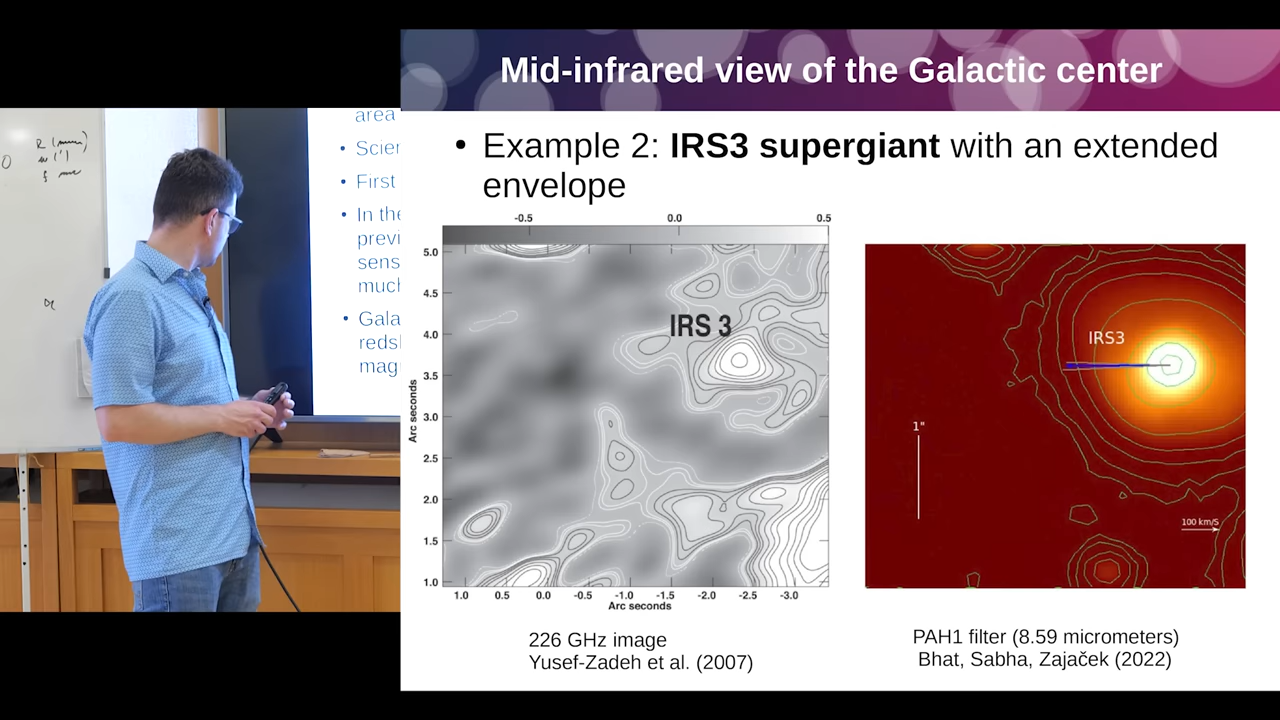 Mid-infrared view of the Galactic center
• Example 2: IRS3 supergiant with an extended
envelope
-0.5 0.0 0.5
5.0
4.5
4.0
3.5
3.0
2.5
2.0
1.5
1.0
Arc seconds
IRS 3
1.0 0.5 0.0 -0.5 -1.0 -1.5 -2.0 -2.5 -3.0
Arc seconds
226 GHz image
Yusef-Zadeh et al. (2007)
IRS3
1"
100 km/S
PAH1 filter (8.59 micrometers)
Bhat, Sabha, Zajaček (2022)
area
• Scier
• First
• In the
previ
sens
much
• Gala
reds
mag